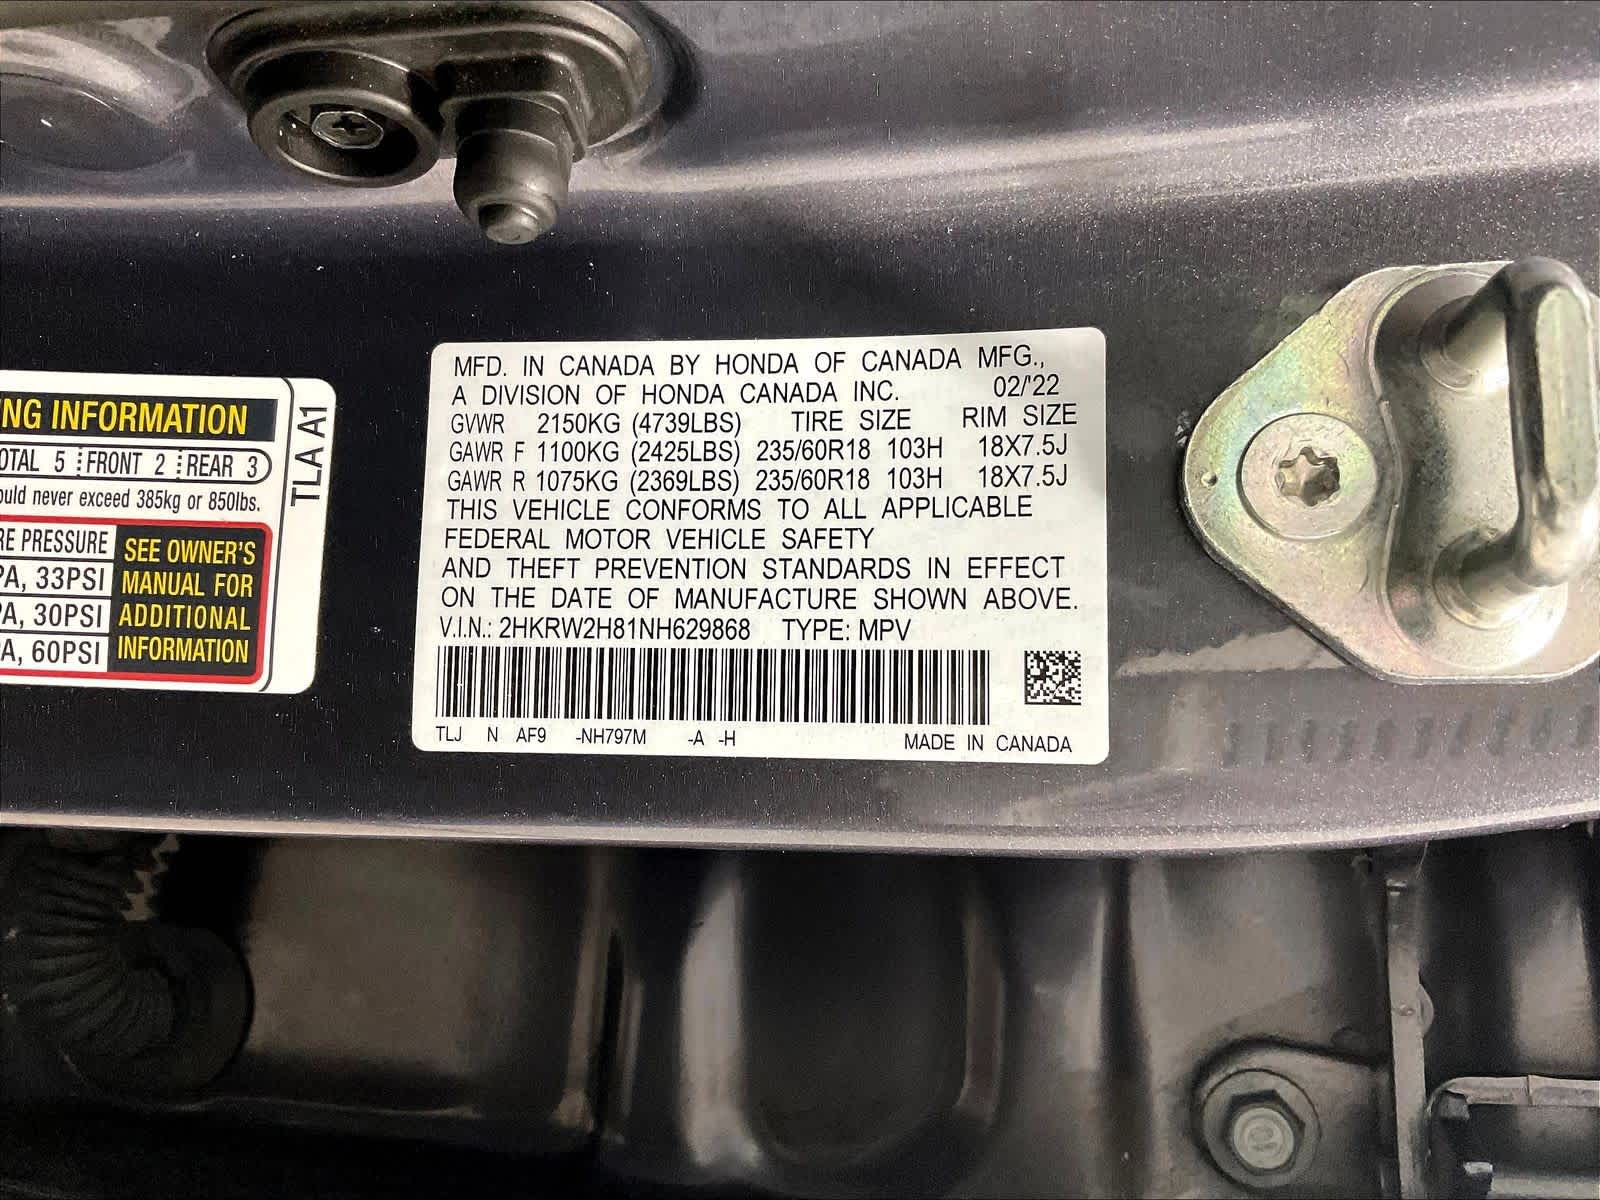 NG INFORMATION
OTAL 5 FRONT 2 REAR 3
ould never exceed 385kg or 850lbs.
RE PRESSURE
PA, 33PSI
PA, 30PSI
PA, 60PSI
SEE OWNER'S
MANUAL FOR
ADDITIONAL
INFORMATION
TLA A1
MFD. IN CANADA BY HONDA OF CANADA MFG.,
A DIVISION OF HONDA CANADA INC. 02/'22
GVWR 2150KG (4739LBS) TIRE SIZE RIM SIZE
GAWR F 1100KG (2425LBS) 235/60R18 103H 18X7.5J
GAWR R 1075KG (2369LBS) 235/60R18 103H 18X7.5J
THIS VEHICLE CONFORMS TO ALL APPLICABLE
FEDERAL MOTOR VEHICLE SAFETY
AND THEFT PREVENTION STANDARDS IN EFFECT
ON THE DATE OF MANUFACTURE SHOWN ABOVE.
V.I.N.: 2HKRW2H81NH629868 TYPE: MPV
TLJ N AF9 -NH797M -A -H MADE IN CANADA